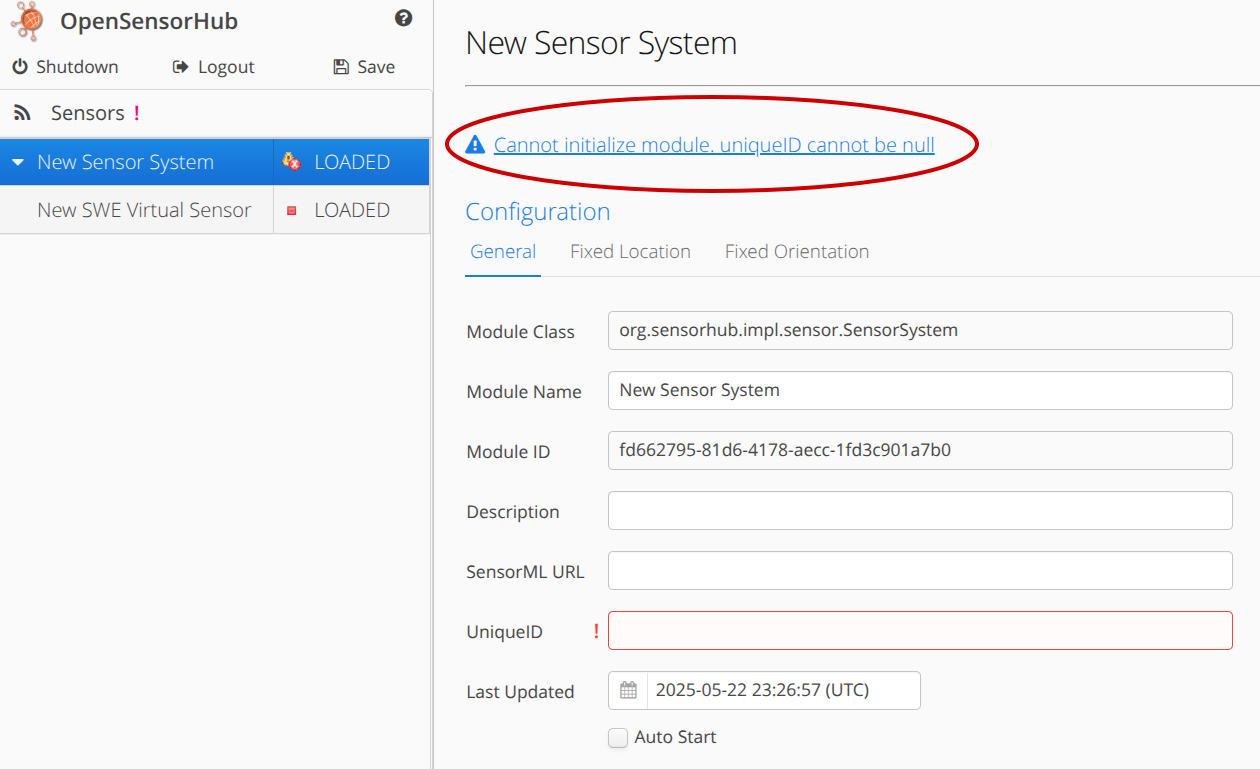 OpenSensorHub
Shutdown
Logout
Save
Sensors !
New Sensor System
LOADED
New SWE Virtual Sensor
LOADED
New Sensor System
Cannot initialize module. uniqueID cannot be null
Configuration
General
Fixed Location
Fixed Orientation
Module Class
org.sensorhub.impl.sensor.SensorSystem
Module Name
New Sensor System
Module ID
fd662795-81d6-4178-aecc-1fd3c901a7b0
Description
SensorML URL
UniqueID !
Last Updated
2025-05-22 23:26:57 (UTC)
Auto Start